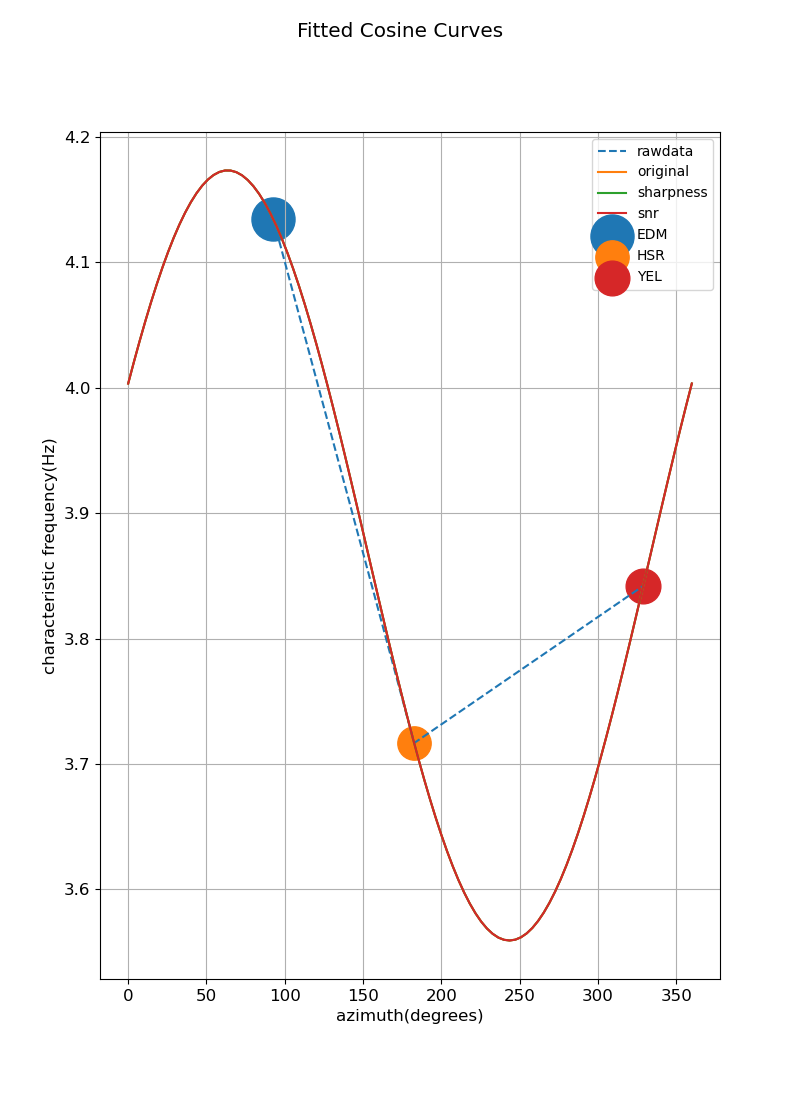 Fitted Cosine Curves
4.2
4.1
4.0
3.9
3.8
3.7
3.6
characteristic frequency(Hz)
rawdata
original
sharpness
snr
EDM
HSR
YEL
0 50 100 150 200 250 300 350
azimuth(degrees)